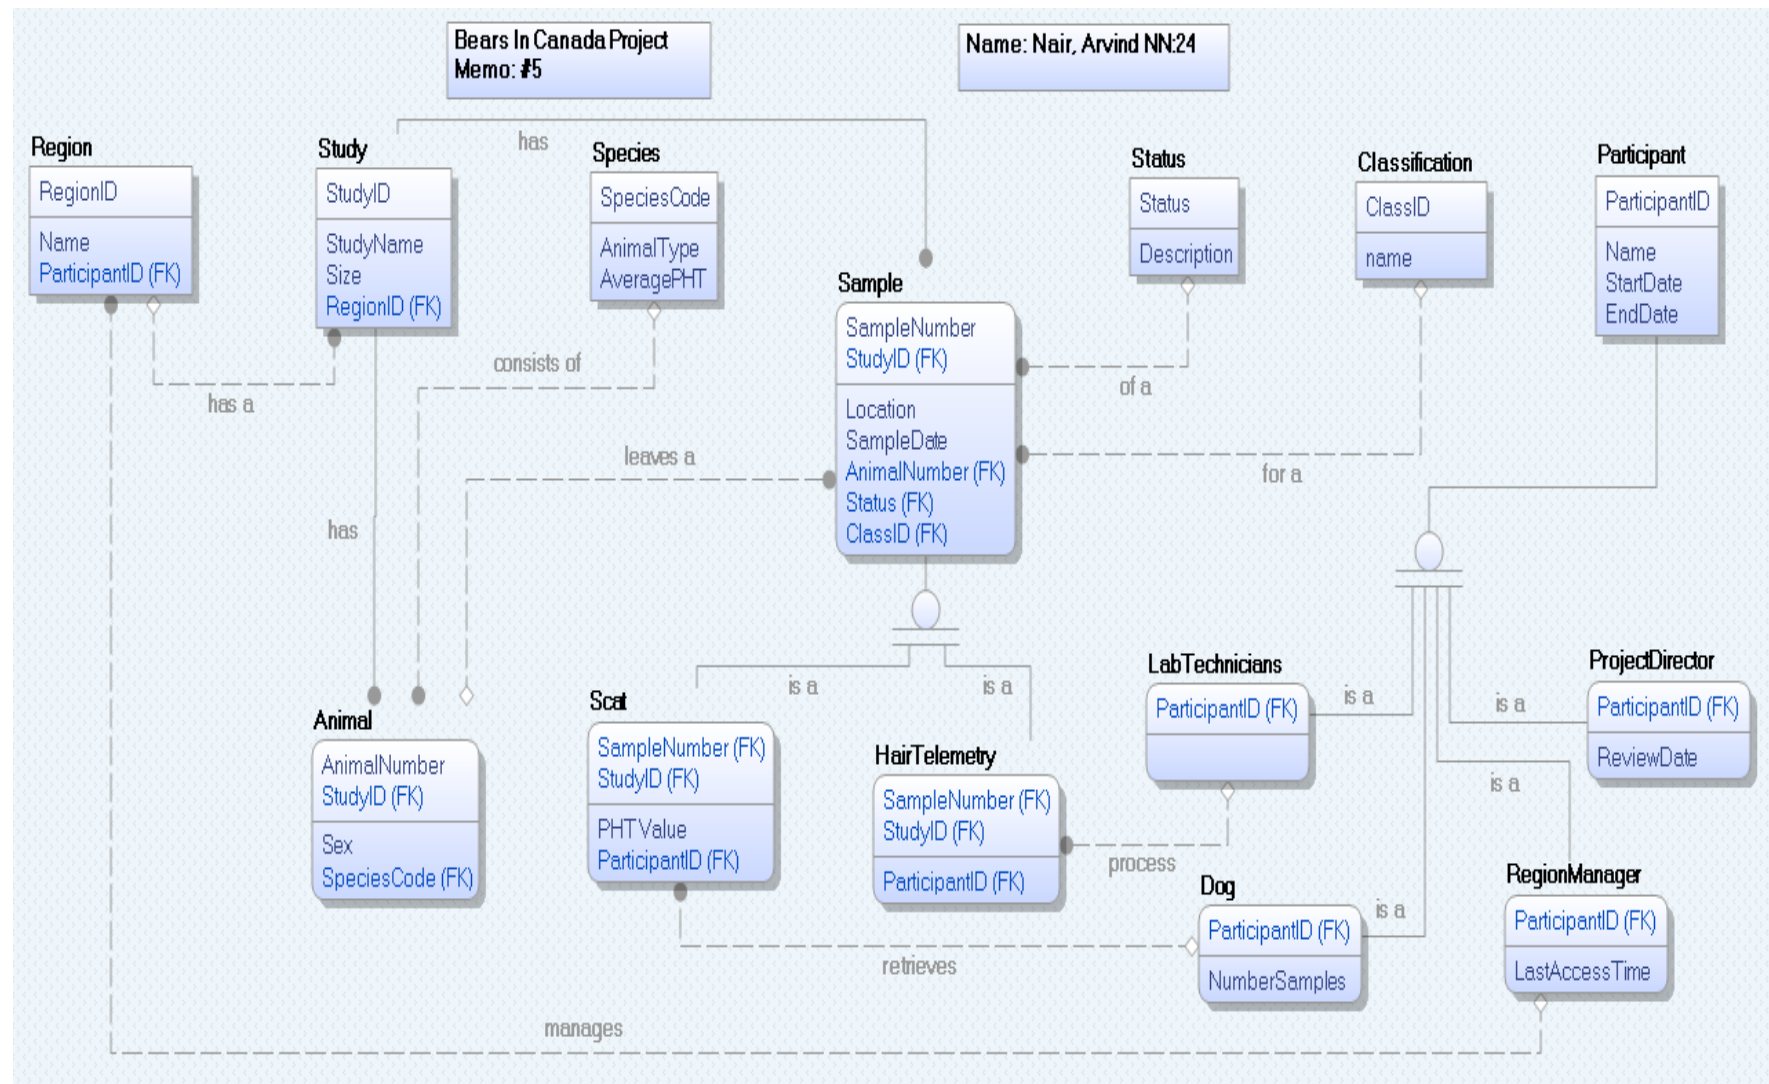 Bears In Canada Project
Memo: #5
Name: Nair, Arvind NN:24
has
Region
RegionID
Name
ParticipantID (FK)
Study
StudyID
StudyName
Size
RegionID (FK)
Species
SpeciesCode
AnimalType
AveragePHT
Status
Status
Description
Classification
ClassID
name
Participant
ParticipantID
Name
StartDate
EndDate
Sample
SampleNumber
StudyID (FK)
Location
SampleDate
AnimalNumber (FK)
Status (FK)
ClassID (FK)
has a
consists of
of a
leaves a
for a
has
is a
is a
Animal
AnimalNumber
StudyID (FK)
Sex
SpeciesCode (FK)
Scat
SampleNumber (FK)
StudyID (FK)
PHTValue
ParticipantID (FK)
HairTelemetry
SampleNumber (FK)
StudyID (FK)
ParticipantID (FK)
LabTechnicians
ParticipantID (FK)
is a
is a
ProjectDirector
ParticipantID (FK)
ReviewDate
is a
process
Dog
ParticipantID (FK)
NumberSamples
is a
RegionManager
ParticipantID (FK)
LastAccessTime
retrieves
manages